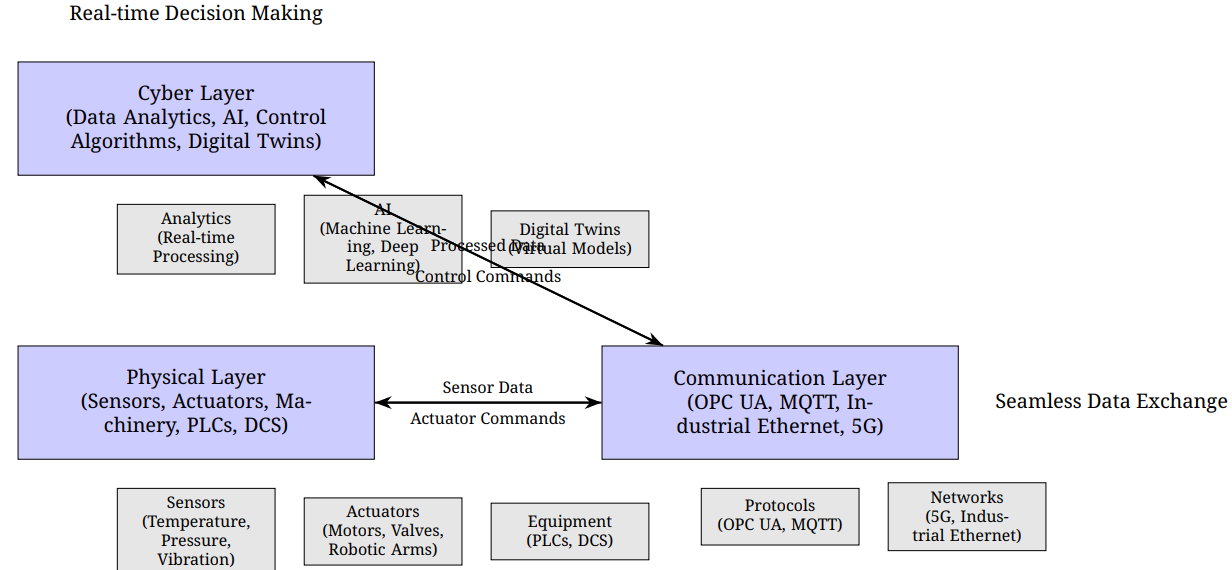 Real-time Decision Making
Cyber Layer
(Data Analytics, AI, Control
Algorithms, Digital Twins)
Analytics
(Real-time
Processing)
AI
(Machine Learn-
ing, Deep
Learning)
Digital Twins
(Virtual Models)
Processed Data
Control Commands
Physical Layer
(Sensors, Actuators, Ma-
chinery, PLCs, DCS)
Sensor Data
Actuator Commands
Communication Layer
(OPC UA, MQTT, In-
dustrial Ethernet, 5G)
Seamless Data Exchange
Sensors
(Temperature,
Pressure,
Vibration)
Actuators
(Motors, Valves,
Robotic Arms)
Equipment
(PLCs, DCS)
Protocols
(OPC UA, MQTT)
Networks
(5G, Indus-
trial Ethernet)